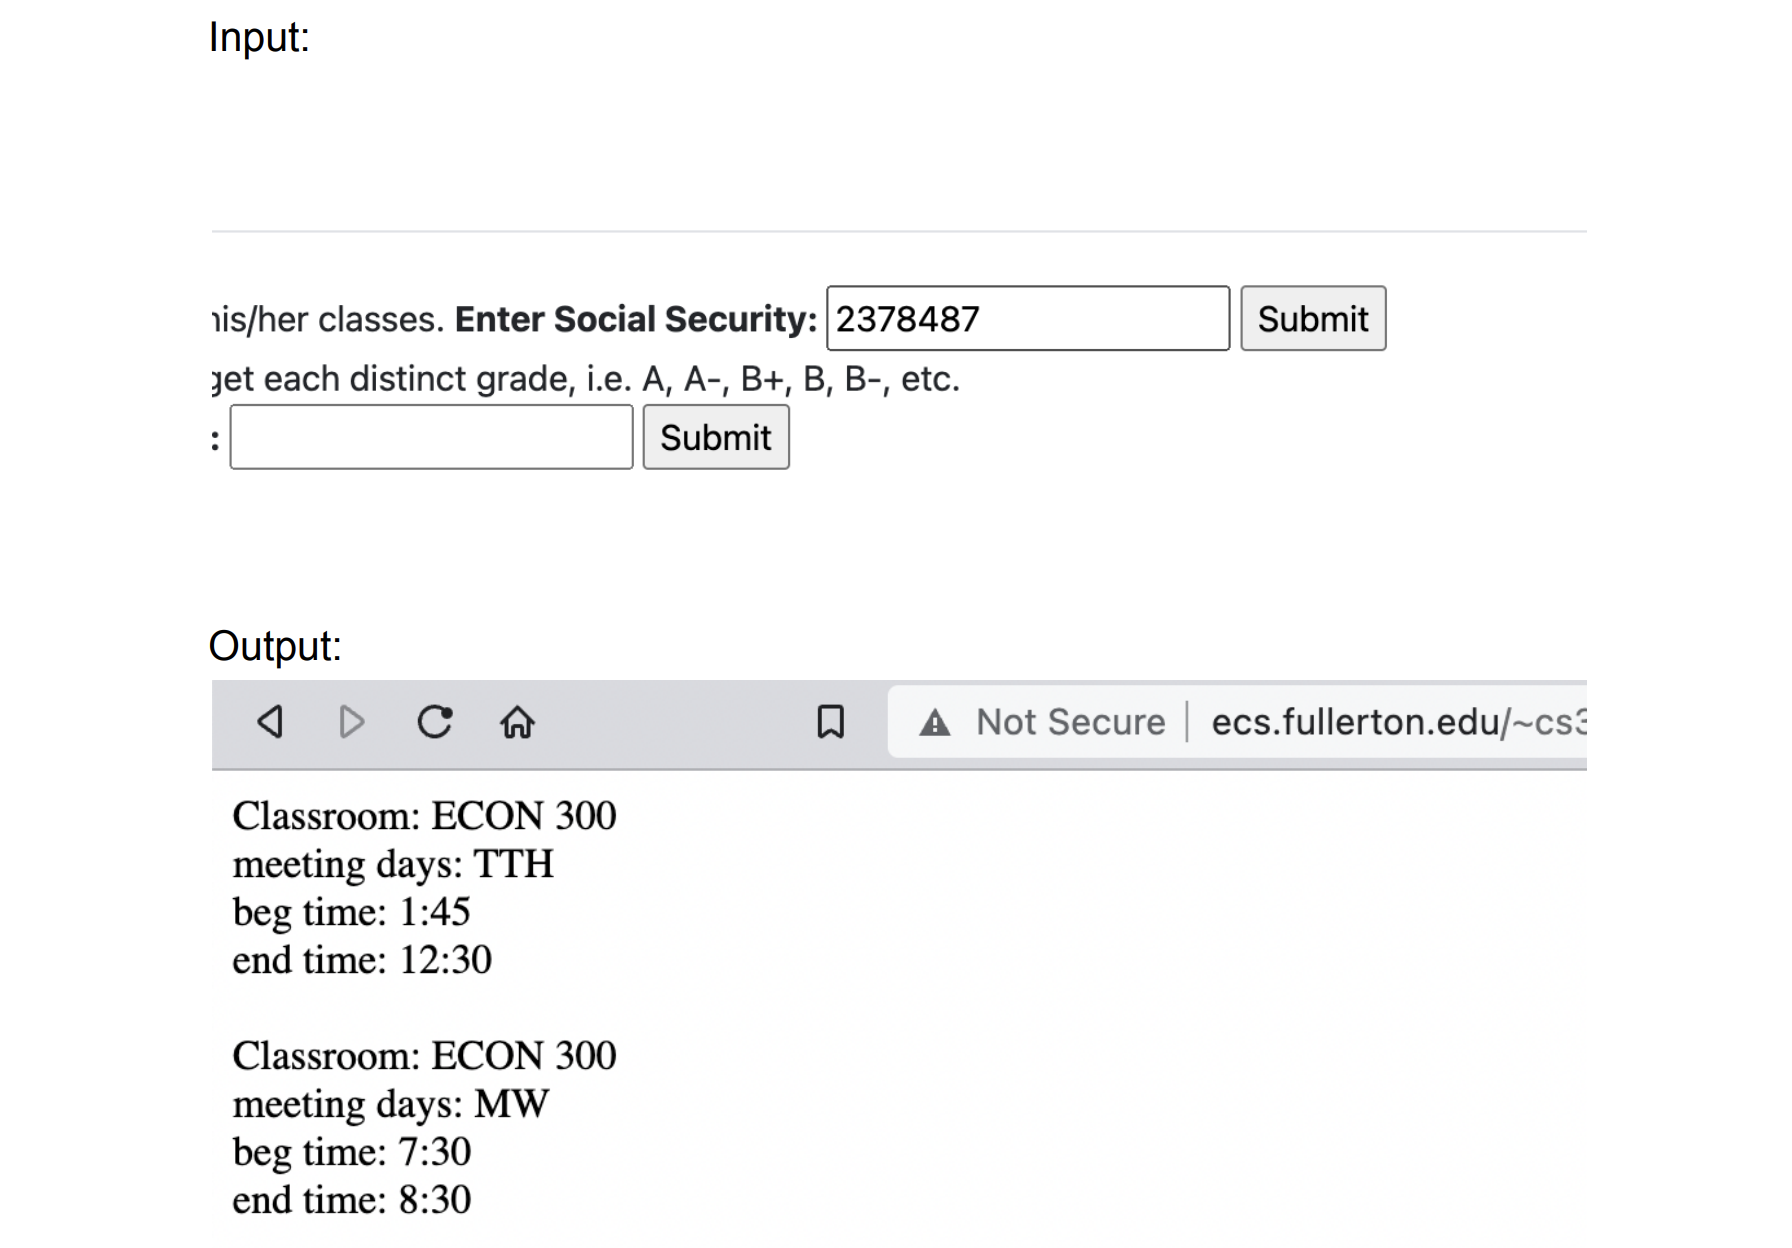 Input:
his/her classes. Enter Social Security: 2378487 Submit
get each distinct grade, i.e. A, A-, B+, B, B-, etc.
: Submit
Output:
Not Secure | ecs.fullerton.edu/~cs3
Classroom: ECON 300
meeting days: TTH
beg time: 1:45
end time: 12:30
Classroom: ECON 300
meeting days: MW
beg time: 7:30
end time: 8:30